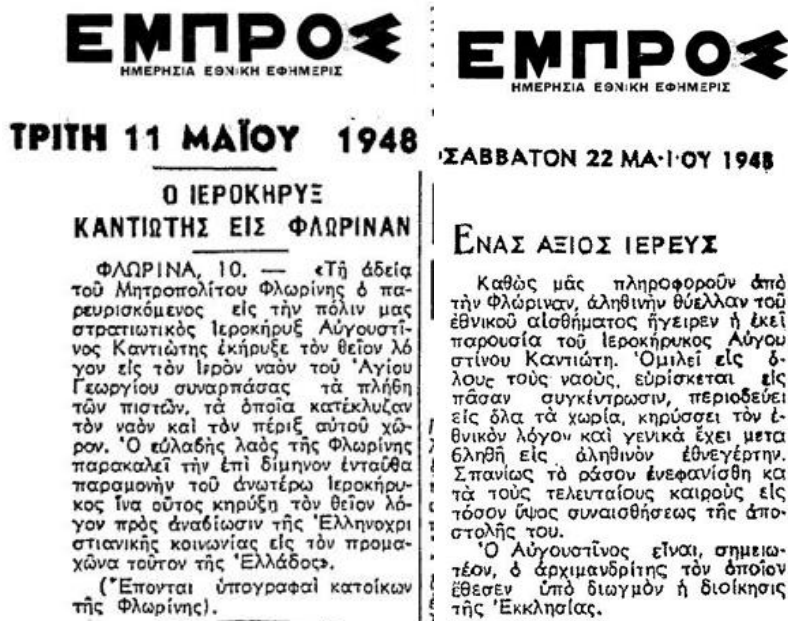 ΕΜΠΡΟΣ
ΗΜΕΡΗΣΙΑ ΕΘΝΙΚΗ ΕΦΗΜΕΡΙΣ
ΤΡΙΤΗ 11 ΜΑΪΟΥ 1948
Ο ΙΕΡΟΚΗΡΥΞ
ΚΑΝΤΙΩΤΗΣ ΕΙΣ ΦΛΩΡΙΝΑΝ
ΦΛΩΡΙΝΑ, 10. — «Τῇ ἀδείᾳ
τοῦ Μητροπολίτου Φλωρίνης ὁ πα-
ρευρισκόμενος εἰς τὴν πόλιν μας
στρατιωτικὸς Ἱεροκήρυξ Αὐγουστῖ-
νος Καντιώτης ἐκήρυξε τὸν θεῖον λό
γον εἰς τὸν Ἱερὸν ναὸν τοῦ Ἁγίου
Γεωργίου συναρπάσας τὰ πλήθη
τῶν πιστῶν, τὰ ὁποῖα κατέκλυζαν
τὸν ναὸν καὶ τὸν πέριξ αὐτοῦ χῶ-
ρον. Ὁ εὐλαβὴς λαὸς τῆς Φλωρίνης
παρακαλεῖ τὴν ἐπὶ δίμηνον ἐνταῦθα
παραμονὴν τοῦ ἀνωτέρω Ἱεροκήρυ-
κος ἵνα οὗτος κηρύξῃ τὸν θεῖον λό-
γον πρὸς ἀναβίωσιν τῆς Ἑλληνοχρι
στιανικῆς κοινωνίας εἰς τὸν προμα-
χῶνα τοῦτον τῆς Ἑλλάδος».
(Ἕπονται ὑπογραφαὶ κατοίκων
τῆς Φλωρίνης).
ΕΜΠΡΟΣ
ΗΜΕΡΗΣΙΑ ΕΘΝΙΚΗ ΕΦΗΜΕΡΙΣ
ΣΑΒΒΑΤΟΝ 22 ΜΑ·Ι·ΟΥ 1948
ΕΝΑΣ ΑΞΙΟΣ ΙΕΡΕΥΣ
Καθὼς μᾶς πληροφοροῦν ἀπὸ
τὴν Φλώριναν, ἀληθινὴν θύελλαν τοῦ
ἐθνικοῦ αἰσθήματος ἤγειρεν ἡ ἐκεῖ
παρουσία τοῦ Ἱεροκήρυκος Αὐγου
στίνου Καντιώτη. Ὁμιλεῖ εἰς ὅ-
λους τοὺς ναούς, εὑρίσκεται εἰς
πᾶσαν συγκέντρωσιν, περιοδεύει
εἰς ὅλα τὰ χωρία, κηρύσσει τὸν ἐ-
θνικὸν λόγον καὶ γενικὰ ἔχει μετα
βληθῆ εἰς ἀληθινὸν ἐθνεγέρτην.
Σπανίως τὸ ράσον ἐνεφανίσθη κα
τὰ τοὺς τελευταίους καιροὺς εἰς
τόσον ὕψος συναισθήσεως τῆς ἀπο-
στολῆς του.
Ὁ Αὐγουστῖνος εἶναι, σημειω-
τέον, ὁ ἀρχιμανδρίτης τὸν ὁποῖον
ἔθεσεν ὑπὸ διωγμὸν ἡ διοίκησις
τῆς Ἐκκλησίας.